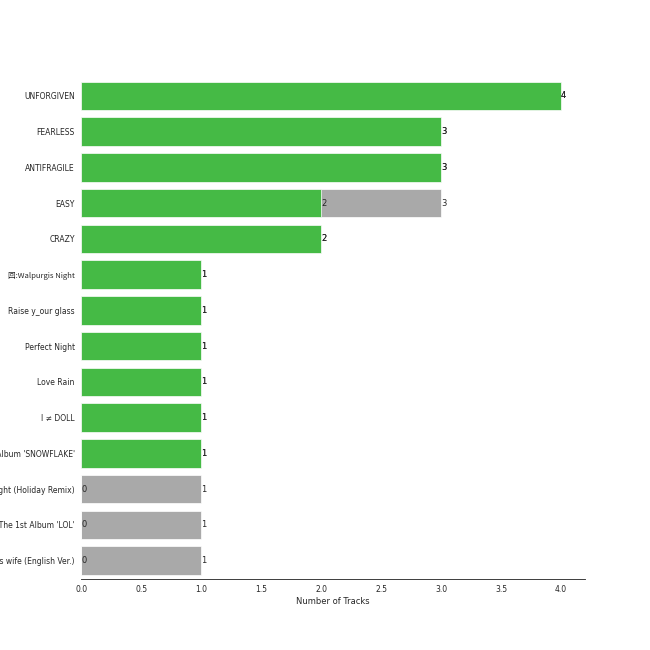 UNFORGIVEN 4
FEARLESS 3
ANTIFRAGILE 3
EASY 2 3
CRAZY 2
:Walpurgis Night 1
Raise y_our glass 1
Perfect Night 1
Love Rain 1
I ≠ DOLL 1
Album 'SNOWFLAKE' 1
ght (Holiday Remix) 0 1
The 1st Album 'LOL' 0 1
s wife (English Ver.) 0 1
0.0 0.5 1.0 1.5 2.0 2.5 3.0 3.5 4.0
Number of Tracks